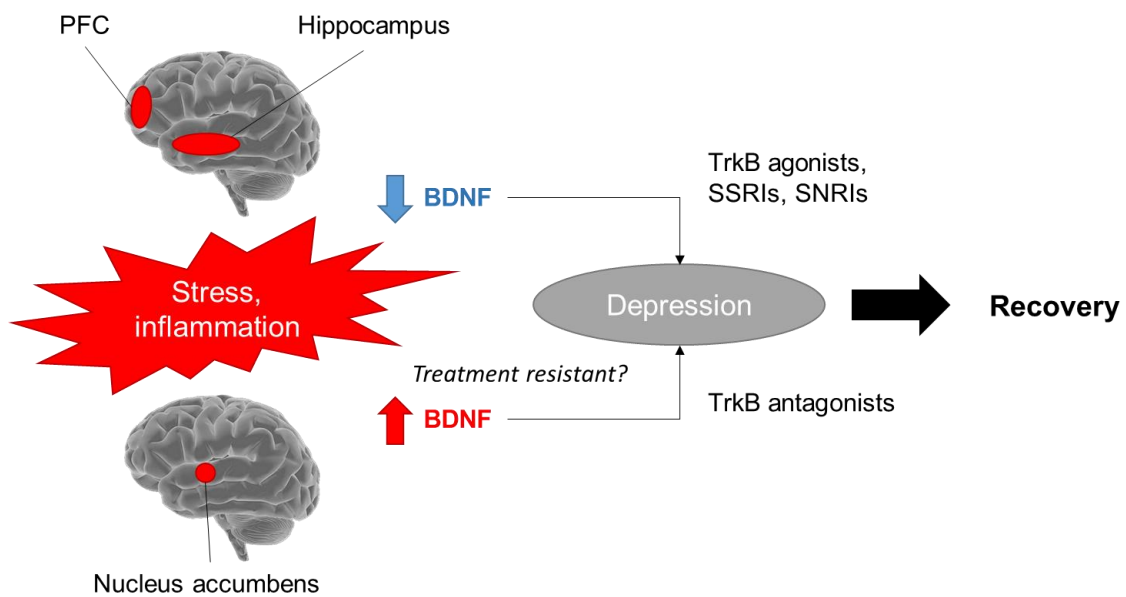 PFC
Hippocampus
TrkB agonists,
SSRIs, SNRIs
BDNF
Stress,
inflammation
Depression
Recovery
Treatment resistant?
BDNF
TrkB antagonists
Nucleus accumbens